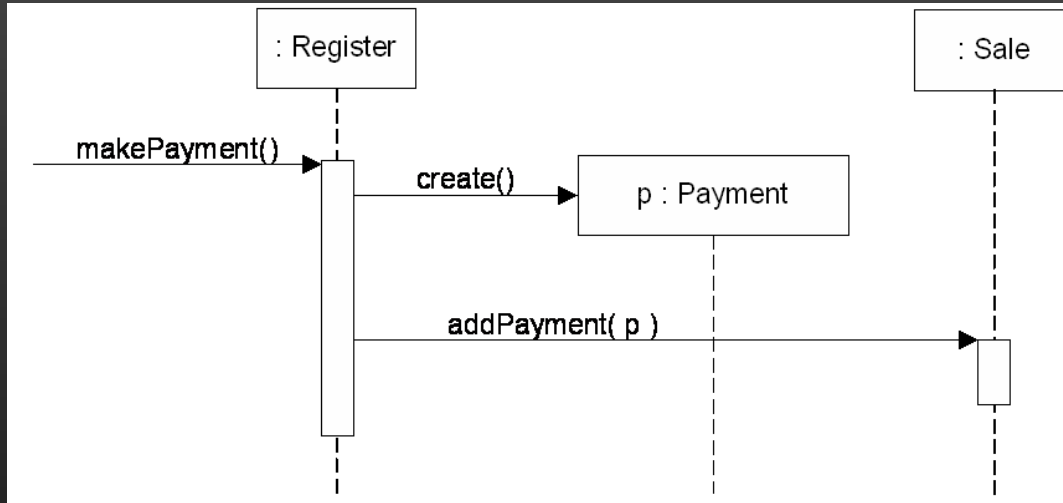 : Register
: Sale
makePayment()
create()
p : Payment
addPayment( p )